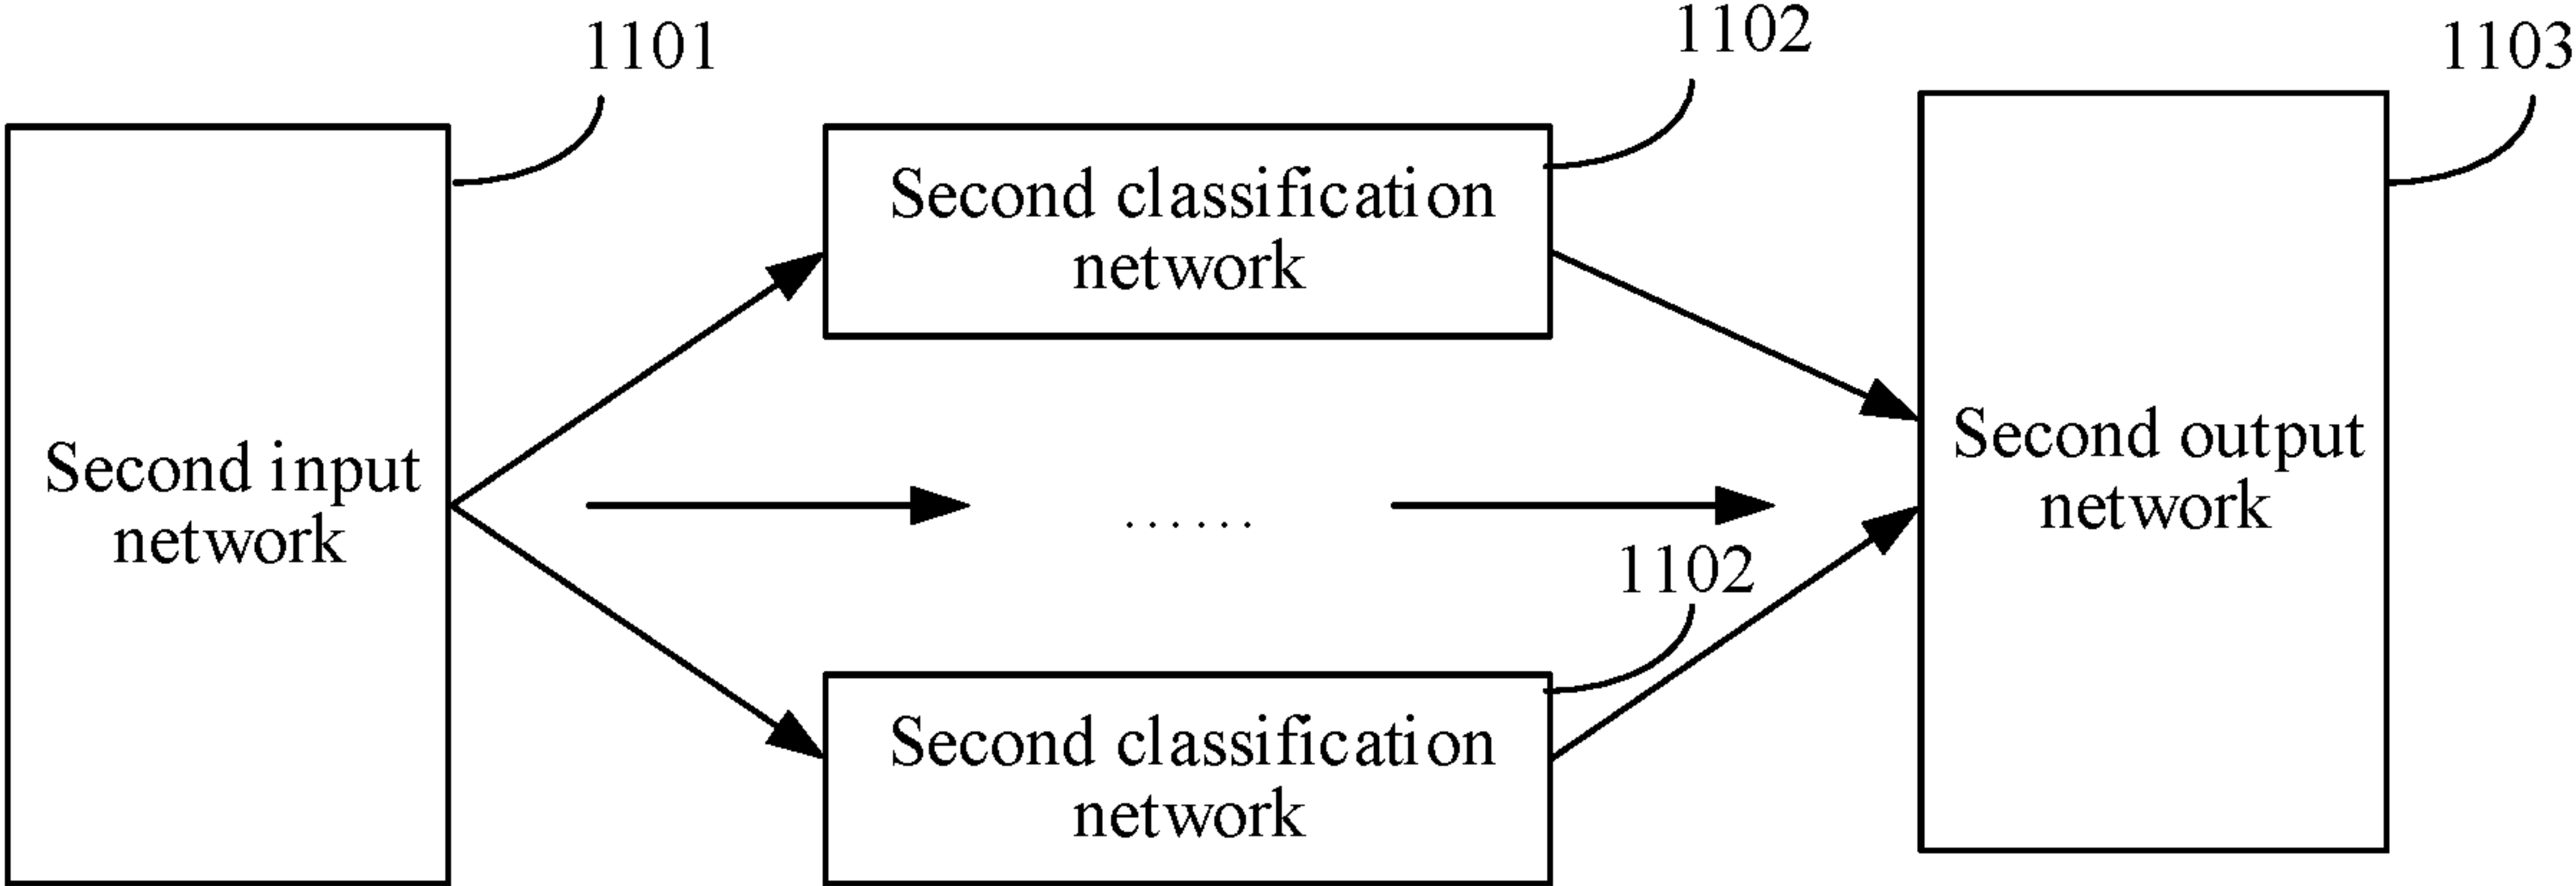 1101
1102
1103
Second input
network
Second classification
network
......
1102
Second classification
network
Second output
network